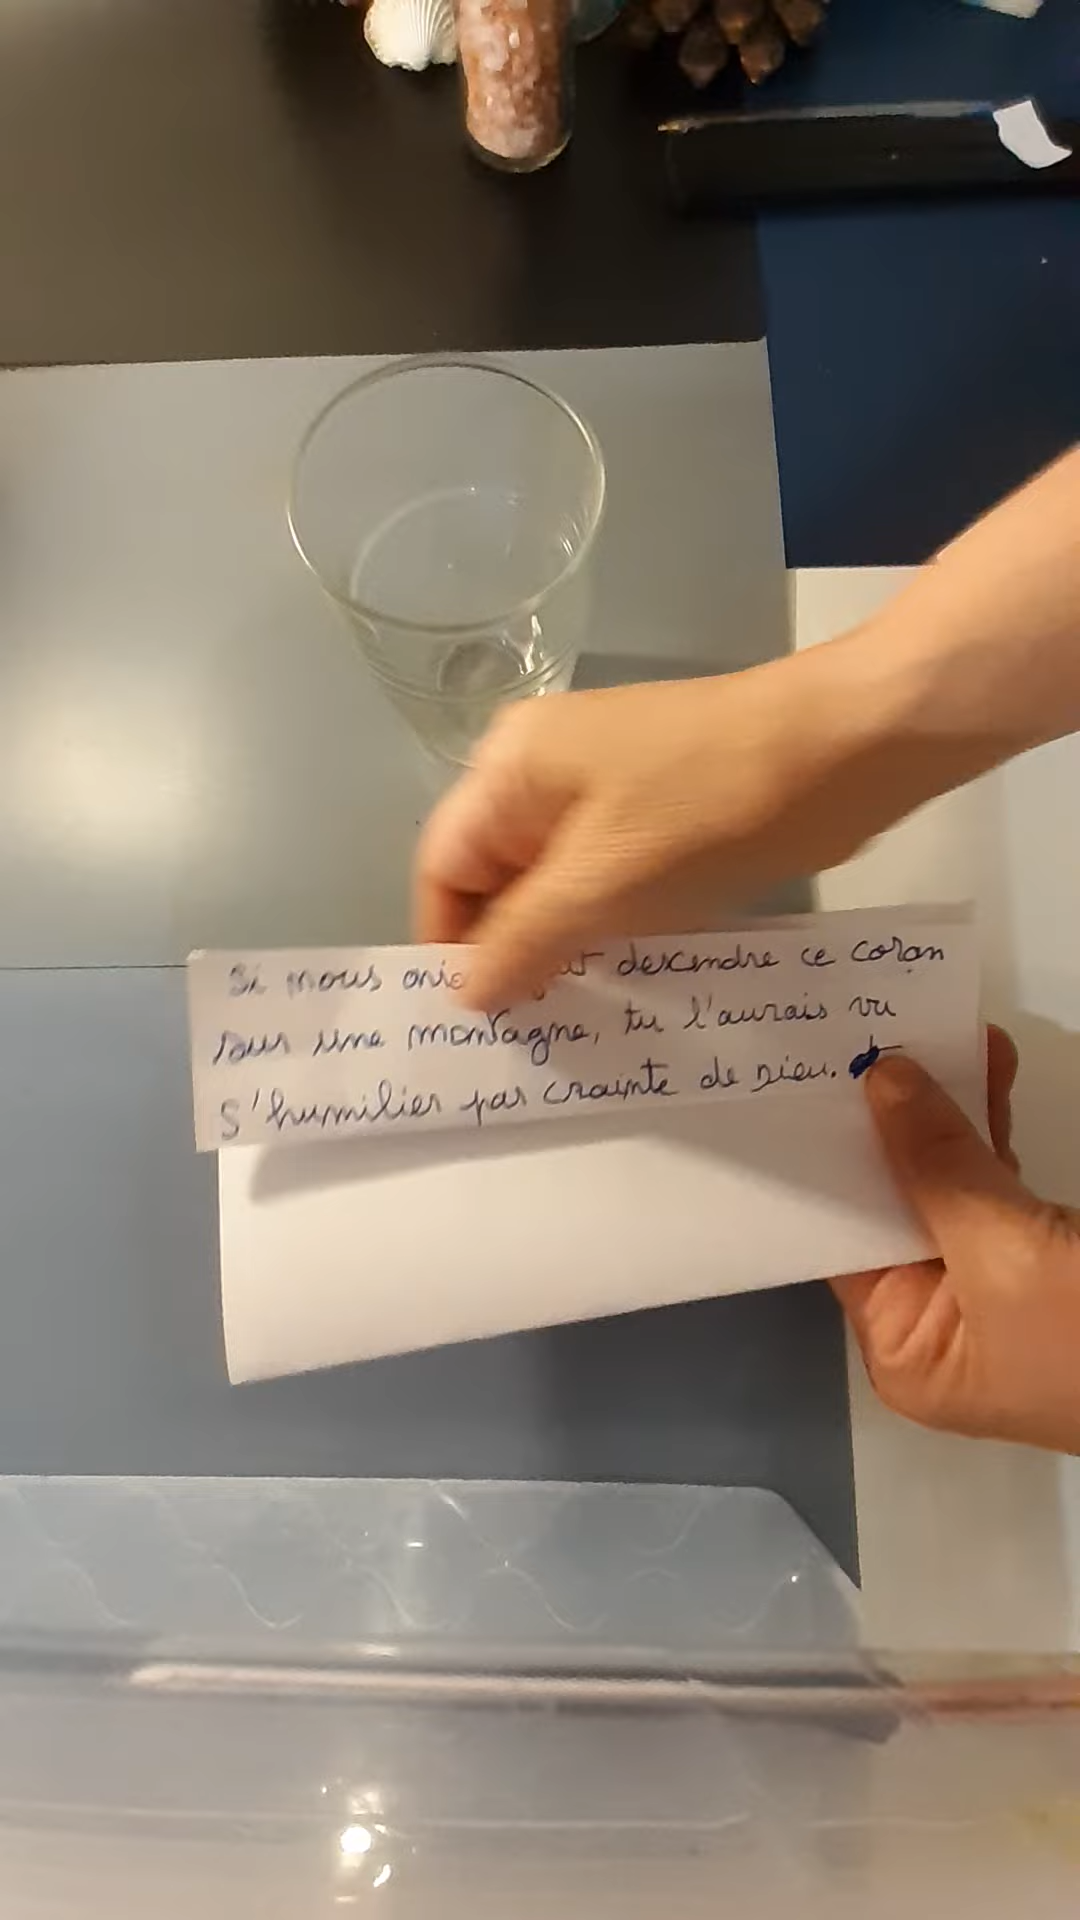 Si nous descendre ce coran
sur une montagne, tu l'aurais vu
s'humilier par crainte de Dieu.